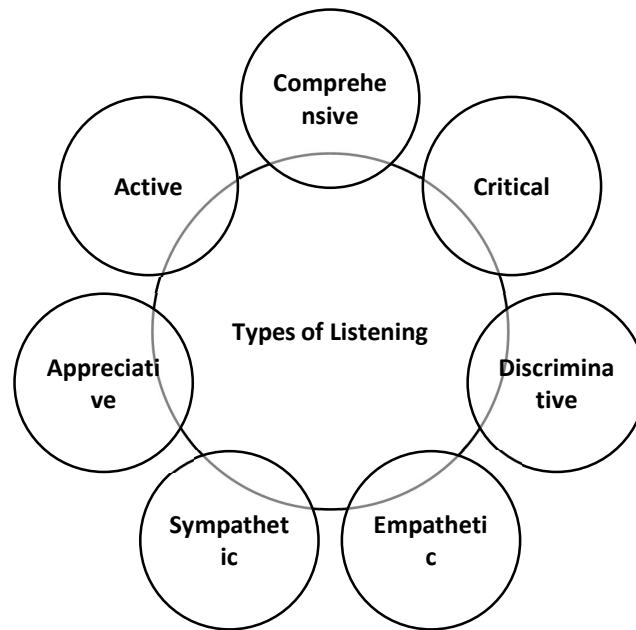 Comprehe
nsive
Active
Critical
Types of Listening
Appreciati
ve
Discrimina
tive
Sympathet
ic
Empatheti
c